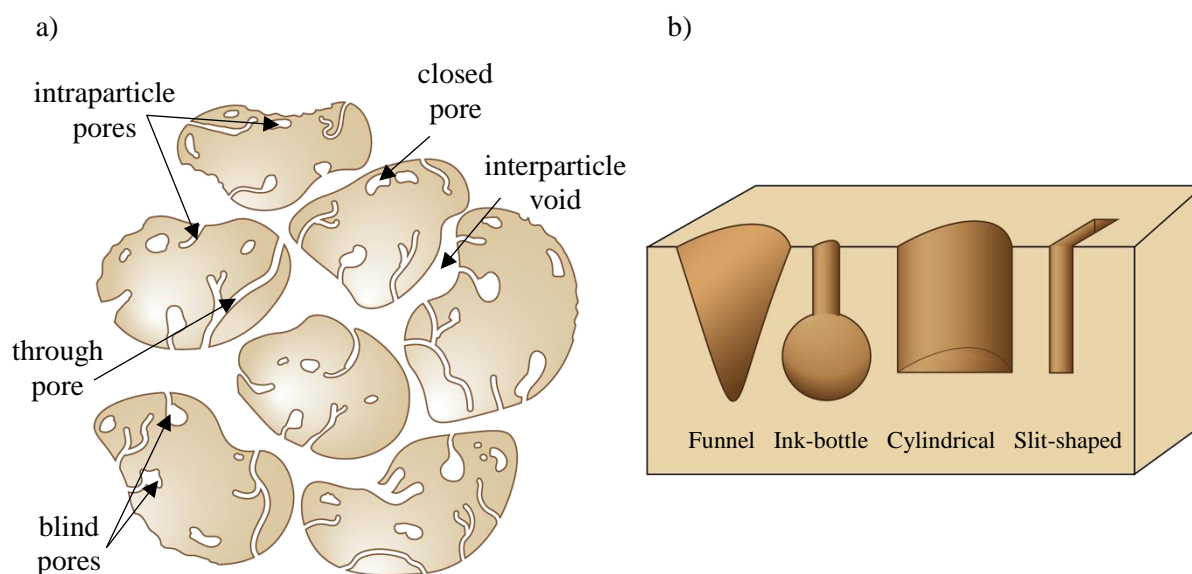 a)
intraparticle
pores
closed
pore
interparticle
void
through
pore
blind
pores
b)
Funnel
Ink-bottle
Cylindrical
Slit-shaped